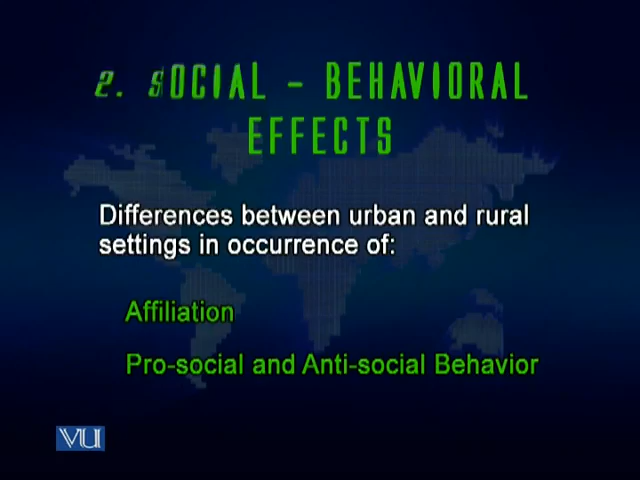 2. SOCIAL - BEHAVIORAL
EFFECTS
Differences between urban and rural
settings in occurrence of:
Affiliation
Pro-social and Anti-social Behavior
VU